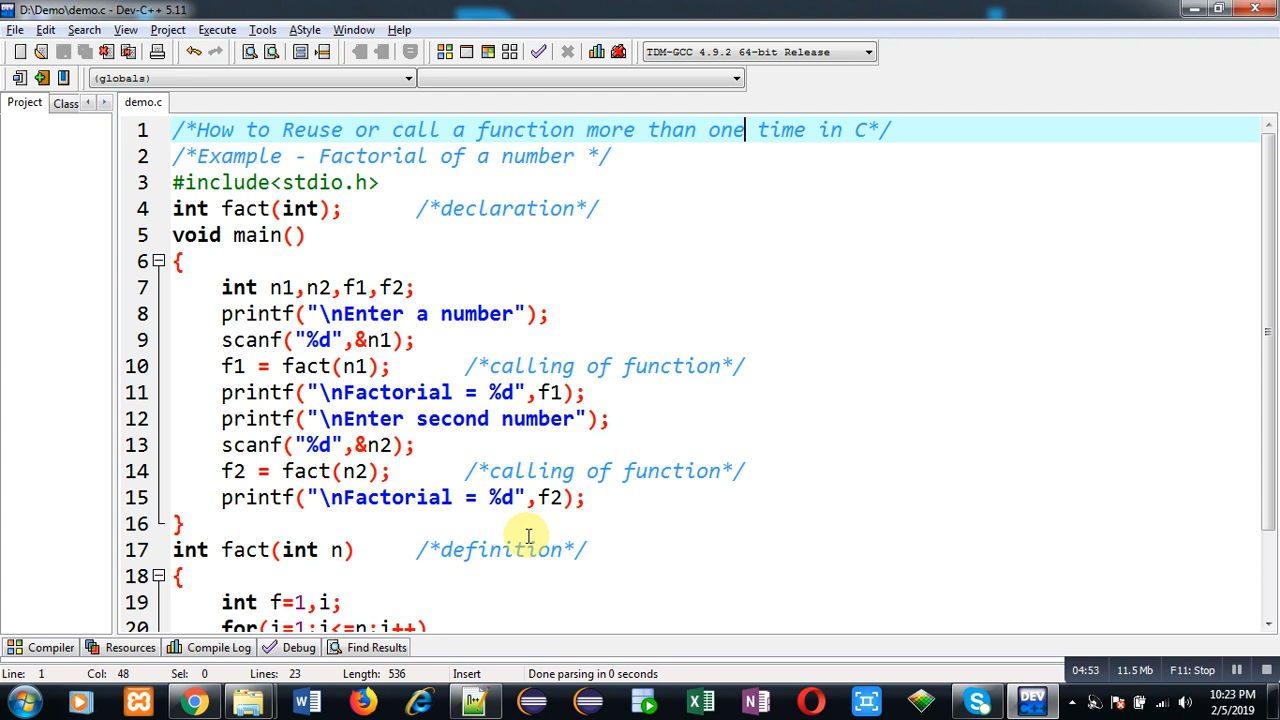 D:\Demo\demo.c - Dev-C++ 5.11
File Edit Search View Project Execute Tools AStyle Window Help
TDM-GCC 4.9.2 64-bit Release
(globals)
Project Class demo.c
1 /*How to Reuse or call a function more than one time in C*/
2 /*Example - Factorial of a number */
3 #include<stdio.h>
4 int fact(int); /*declaration*/
5 void main()
6 {
7 int n1,n2,f1,f2;
8 printf("\nEnter a number");
9 scanf("%d",&n1);
10 f1 = fact(n1); /*calling of function*/
11 printf("\nFactorial = %d",f1);
12 printf("\nEnter second number");
13 scanf("%d",&n2);
14 f2 = fact(n2); /*calling of function*/
15 printf("\nFactorial = %d",f2);
16 }
17 int fact(int n) /*definition*/
18 {
19 int f=1,i;
20 for(i=1;i<=n;i++)
Compiler Resources Compile Log Debug Find Results
Line: 1 Col: 48 Sel: 0 Lines: 23 Length: 536 Insert Done parsing in 0 seconds
04:53 11.5 Mb F11: Stop
10:23 PM
2/5/2019